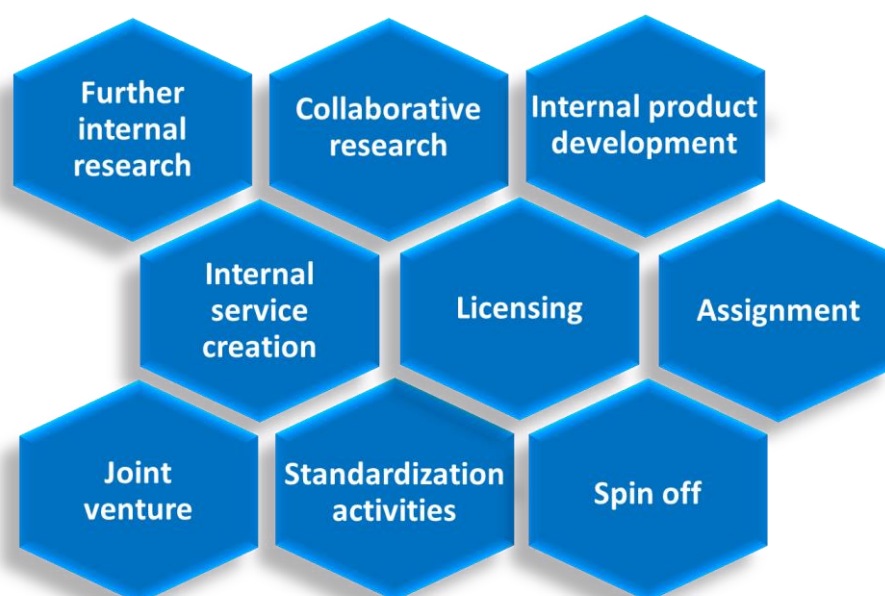 Further
internal
research
Collaborative
research
Internal product
development
Internal
service
creation
Licensing
Assignment
Joint
venture
Standardization
activities
Spin off